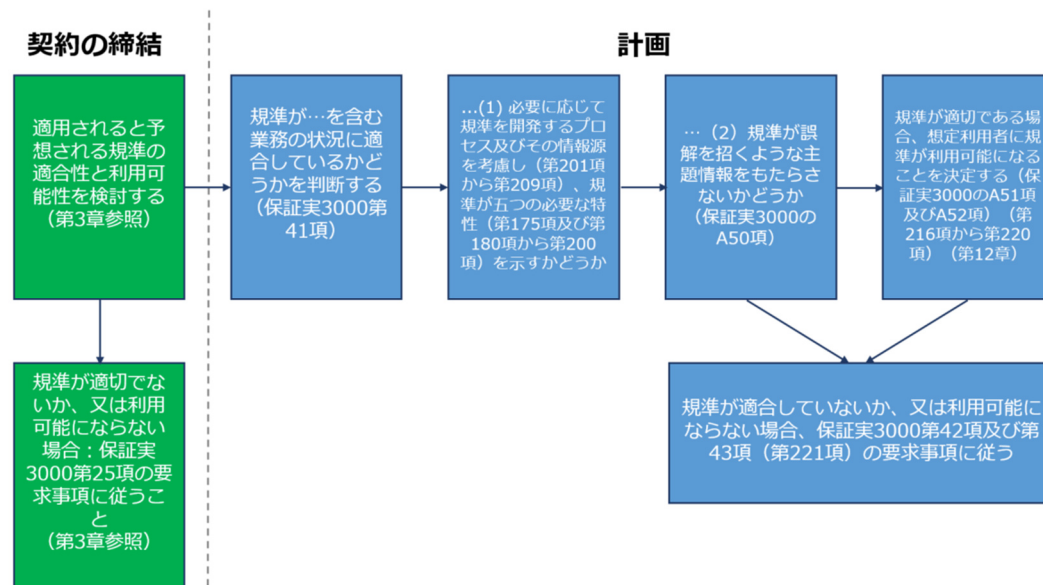 契約の締結
計画
適用されると予
想される規準の
適合性と利用可
能性を検討する
(第3章参照)
規準が…を含む
業務の状況に適
合しているかどう
かを判断する
(保証実3000第
41項)
…(1) 必要に応じて
規準を開発するプロ
セス及びその情報源
を考慮し(第201項
から第209項)、規
準が五つの必要な特
性(第175項及び第
180項から第200
項)を示すかどうか
…(2)規準が誤
解を招くような主
題情報をもたらさ
ないかどうか
(保証実3000の
A50項)
規準が適切である場
合、想定利用者に規
準が利用可能になる
ことを決定する(保
証実3000のA51項
及びA52項)(第
216項から第220
項)(第12章)
規準が適切でな
いか、又は利用
可能にならない
場合:保証実
3000第25項の要
求事項に従うこ
と
(第3章参照)
規準が適合していないか、又は利用可能に
ならない場合、保証実3000第42項及び第
43項(第221項)の要求事項に従う